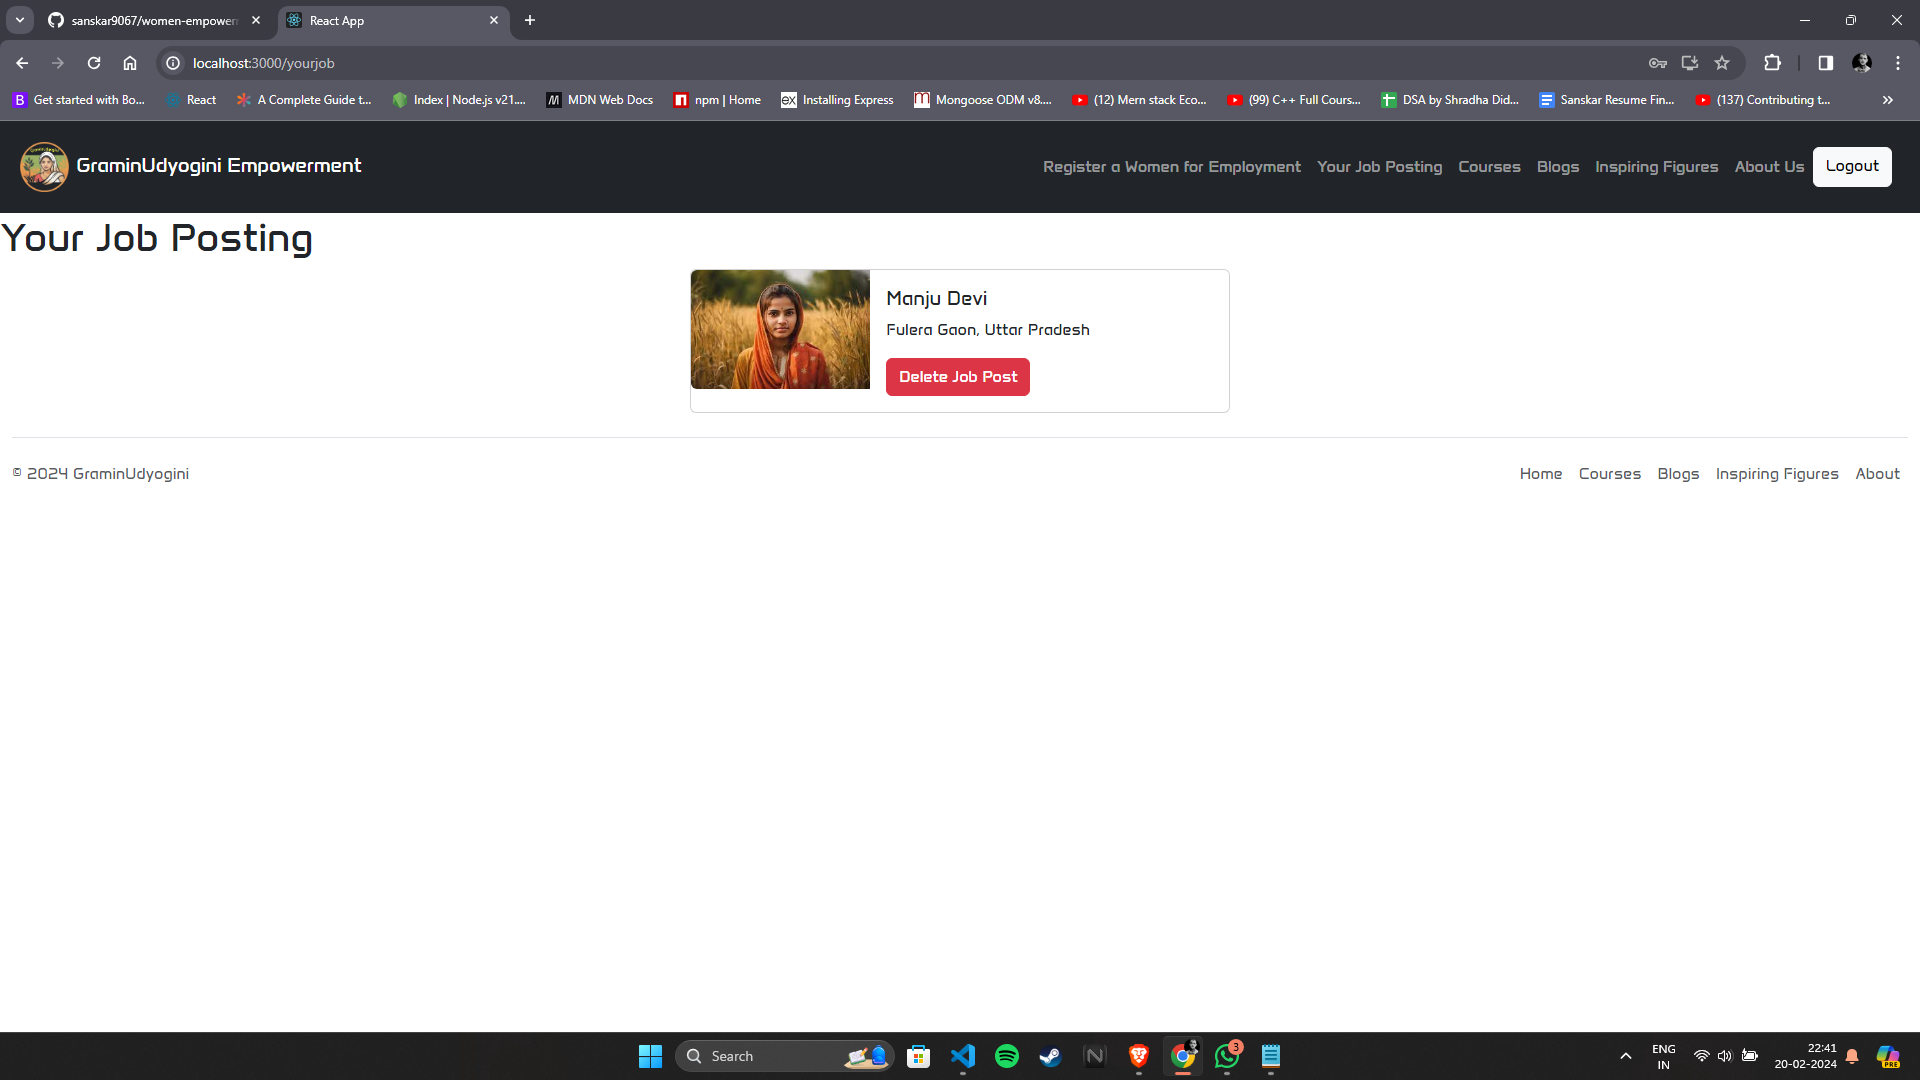 sanskar9067/women-empowerm
React App
localhost:3000/yourjob
Get started with Bo...
React
A Complete Guide t...
Index | Node.js v21....
MDN Web Docs
npm | Home
Installing Express
Mongoose ODM v8....
(12) Mern stack Eco...
(99) C++ Full Cours...
DSA by Shradha Did...
Sanskar Resume Fin...
(137) Contributing t...
GraminUdyogini Empowerment
Register a Women for Employment
Your Job Posting
Courses
Blogs
Inspiring Figures
About Us
Logout
Your Job Posting
Manju Devi
Fulera Gaon, Uttar Pradesh
Delete Job Post
© 2024 GraminUdyogini
Home
Courses
Blogs
Inspiring Figures
About
Search
3
ENG
IN
22:41
20-02-2024
PRE